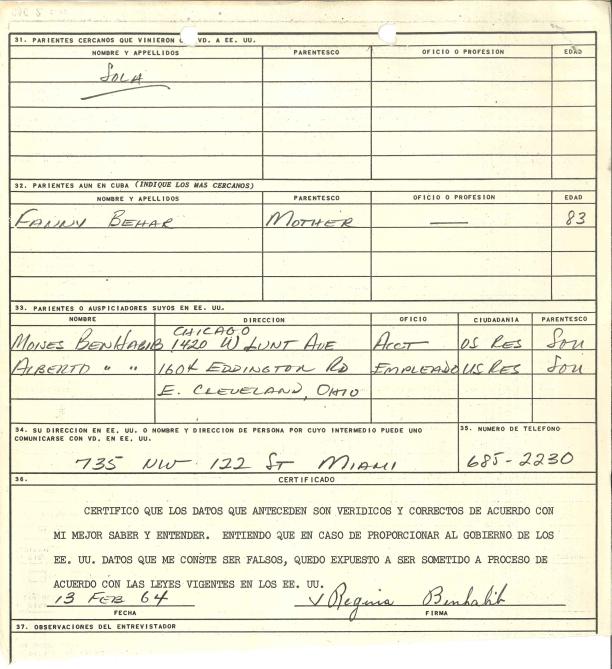 31. PARIENTES CERCANOS QUE VINIERON VD. A EE. UU.
NOMBRE Y APELLIDOS PARENTESCO OFICIO O PROFESION EDAD
SOLA
32. PARIENTES AUN EN CUBA (INDIQUE LOS MAS CERCANOS)
NOMBRE Y APELLIDOS PARENTESCO OFICIO O PROFESION EDAD
FANNY BEHAR MOTHER — 83
33. PARIENTES O AUSPICIADORES SUYOS EN EE. UU.
NOMBRE DIRECCION OFICIO CIUDADANIA PARENTESCO
CHICAGO
MOISES BENHABIB 1420 W LUNT AVE ACCT US RES SON
ALBERTO " " 1604 EDDINGTON RD EMPLEADO US RES SON
E. CLEVELAND, OHIO
34. SU DIRECCION EN EE. UU. O NOMBRE Y DIRECCION DE PERSONA POR CUYO INTERMEDIO PUEDE UNO
COMUNICARSE CON VD. EN EE. UU.
35. NUMERO DE TELEFONO
735 NW 122 ST MIAMI 685-2230
36. CERTIFICADO
CERTIFICO QUE LOS DATOS QUE ANTECEDEN SON VERIDICOS Y CORRECTOS DE ACUERDO CON
MI MEJOR SABER Y ENTENDER. ENTIENDO QUE EN CASO DE PROPORCIONAR AL GOBIERNO DE LOS
EE. UU. DATOS QUE ME CONSTE SER FALSOS, QUEDO EXPUESTO A SER SOMETIDO A PROCESO DE
ACUERDO CON LAS LEYES VIGENTES EN LOS EE. UU.
13 FEB 64 Regina Benhabib
FECHA FIRMA
37. OBSERVACIONES DEL ENTREVISTADOR